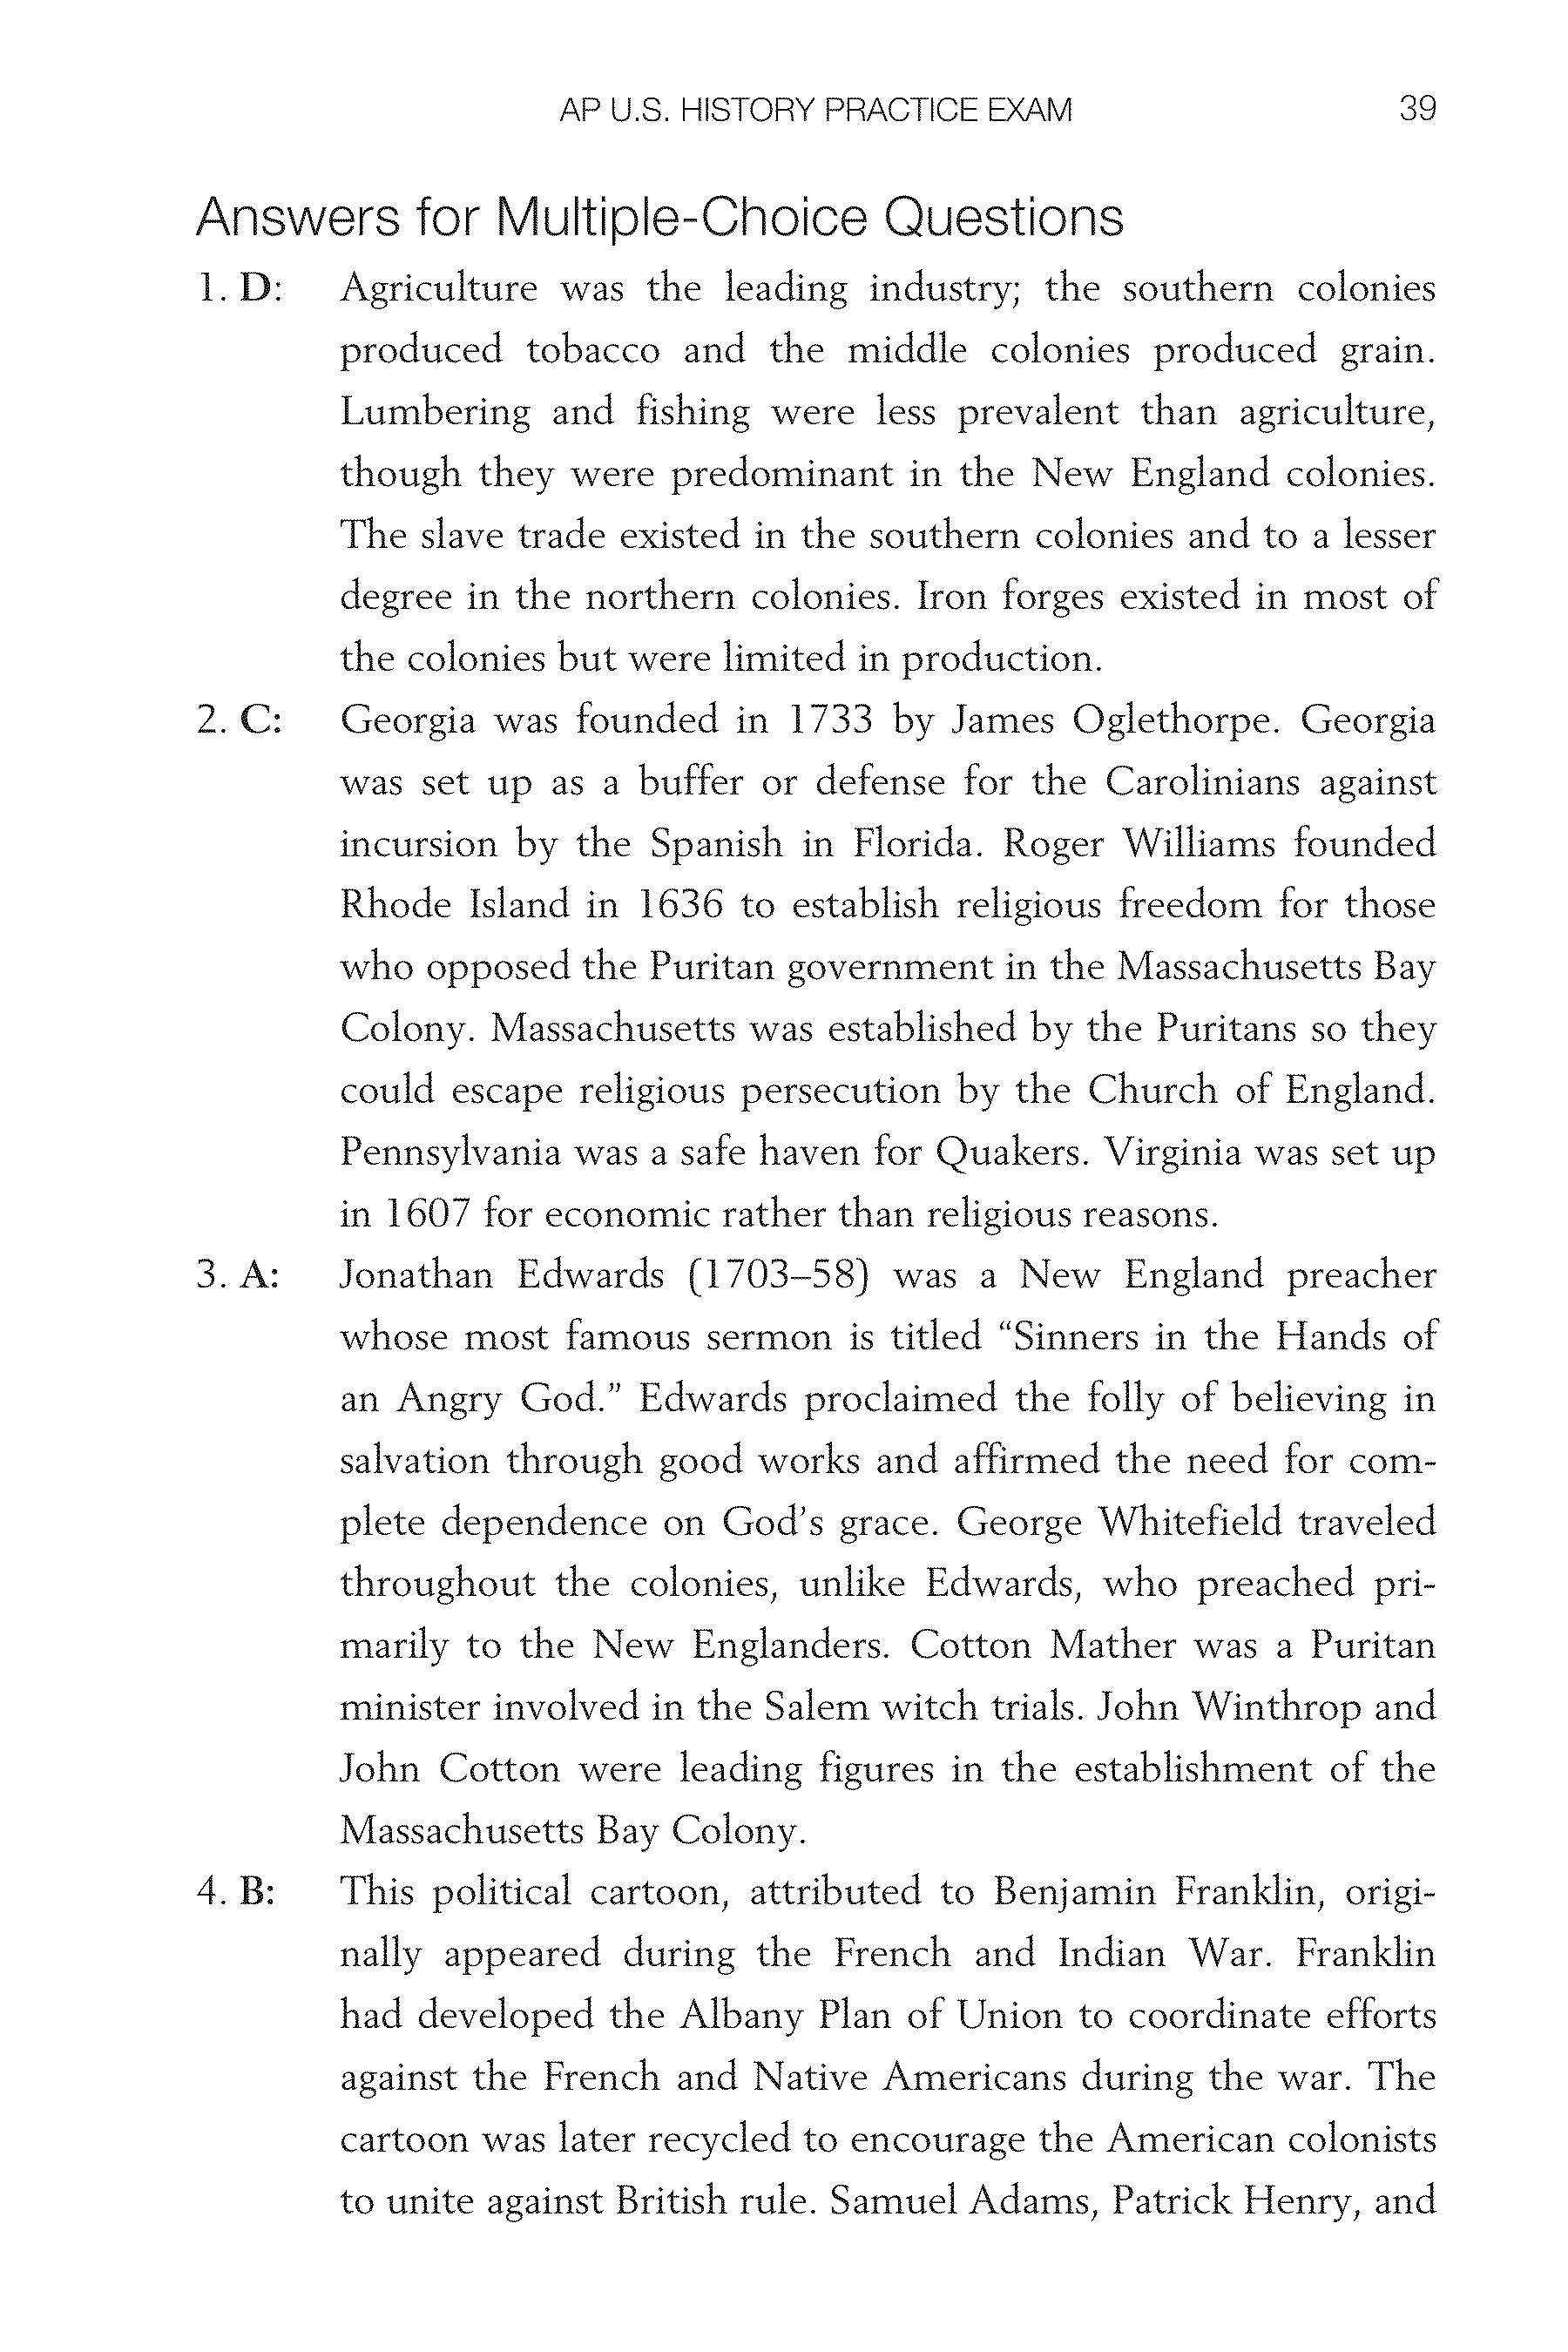 AP U.S. HISTORY PRACTICE EXAM 39
Answers for Multiple-Choice Questions
1. D: Agriculture was the leading industry; the southern colonies
produced tobacco and the middle colonies produced grain.
Lumbering and fishing were less prevalent than agriculture,
though they were predominant in the New England colonies.
The slave trade existed in the southern colonies and to a lesser
degree in the northern colonies. Iron forges existed in most of
the colonies but were limited in production.
2. C: Georgia was founded in 1733 by James Oglethorpe. Georgia
was set up as a buffer or defense for the Carolinians against
incursion by the Spanish in Florida. Roger Williams founded
Rhode Island in 1636 to establish religious freedom for those
who opposed the Puritan government in the Massachusetts Bay
Colony. Massachusetts was established by the Puritans so they
could escape religious persecution by the Church of England.
Pennsylvania was a safe haven for Quakers. Virginia was set up
in 1607 for economic rather than religious reasons.
3. A: Jonathan Edwards (1703–58) was a New England preacher
whose most famous sermon is titled “Sinners in the Hands of
an Angry God.” Edwards proclaimed the folly of believing in
salvation through good works and affirmed the need for com-
plete dependence on God’s grace. George Whitefield traveled
throughout the colonies, unlike Edwards, who preached pri-
marily to the New Englanders. Cotton Mather was a Puritan
minister involved in the Salem witch trials. John Winthrop and
John Cotton were leading figures in the establishment of the
Massachusetts Bay Colony.
4. B: This political cartoon, attributed to Benjamin Franklin, origi-
nally appeared during the French and Indian War. Franklin
had developed the Albany Plan of Union to coordinate efforts
against the French and Native Americans during the war. The
cartoon was later recycled to encourage the American colonists
to unite against British rule. Samuel Adams, Patrick Henry, and